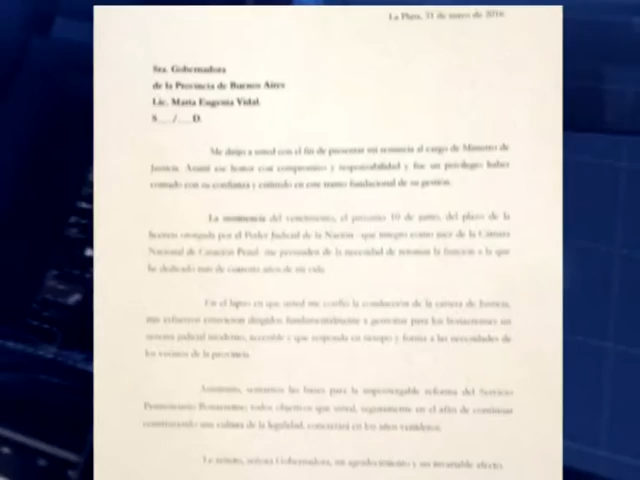 La Plata, 31 de mayo de 2016
Sra. Gobernadora
de la Provincia de Buenos Aires
Lic. María Eugenia Vidal.
S__/__D.
Me dirijo a usted con el fin de presentar mi renuncia al cargo de Ministro de
Justicia. Asumí ese honor con compromiso y responsabilidad y fue un privilegio haber
contado con su confianza y estímulo en este tramo fundacional de su gestión.
La inminencia del vencimiento, el próximo 10 de junio, del plazo de la
licencia otorgada por el Poder Judicial de la Nación -que integro como juez de la Cámara
Nacional de Casación Penal- me persuaden de la necesidad de retomar la función a la que
he dedicado más de cuarenta años de mi vida.
En el lapso en que usted me confió la conducción de la cartera de Justicia,
mis esfuerzos estuvieron dirigidos fundamentalmente a gestionar para los bonaerenses un
sistema judicial moderno, accesible y que responda en tiempo y forma a las necesidades de
los vecinos de la provincia.
Asimismo, sentamos las bases para la impostergable reforma del Servicio
Penitenciario Bonaerense; todos objetivos que usted, seguramente en el afán de continuar
construyendo una cultura de la legalidad, concretará en los años venideros.
Le reitero, señora Gobernadora, mi agradecimiento y un invariable afecto.